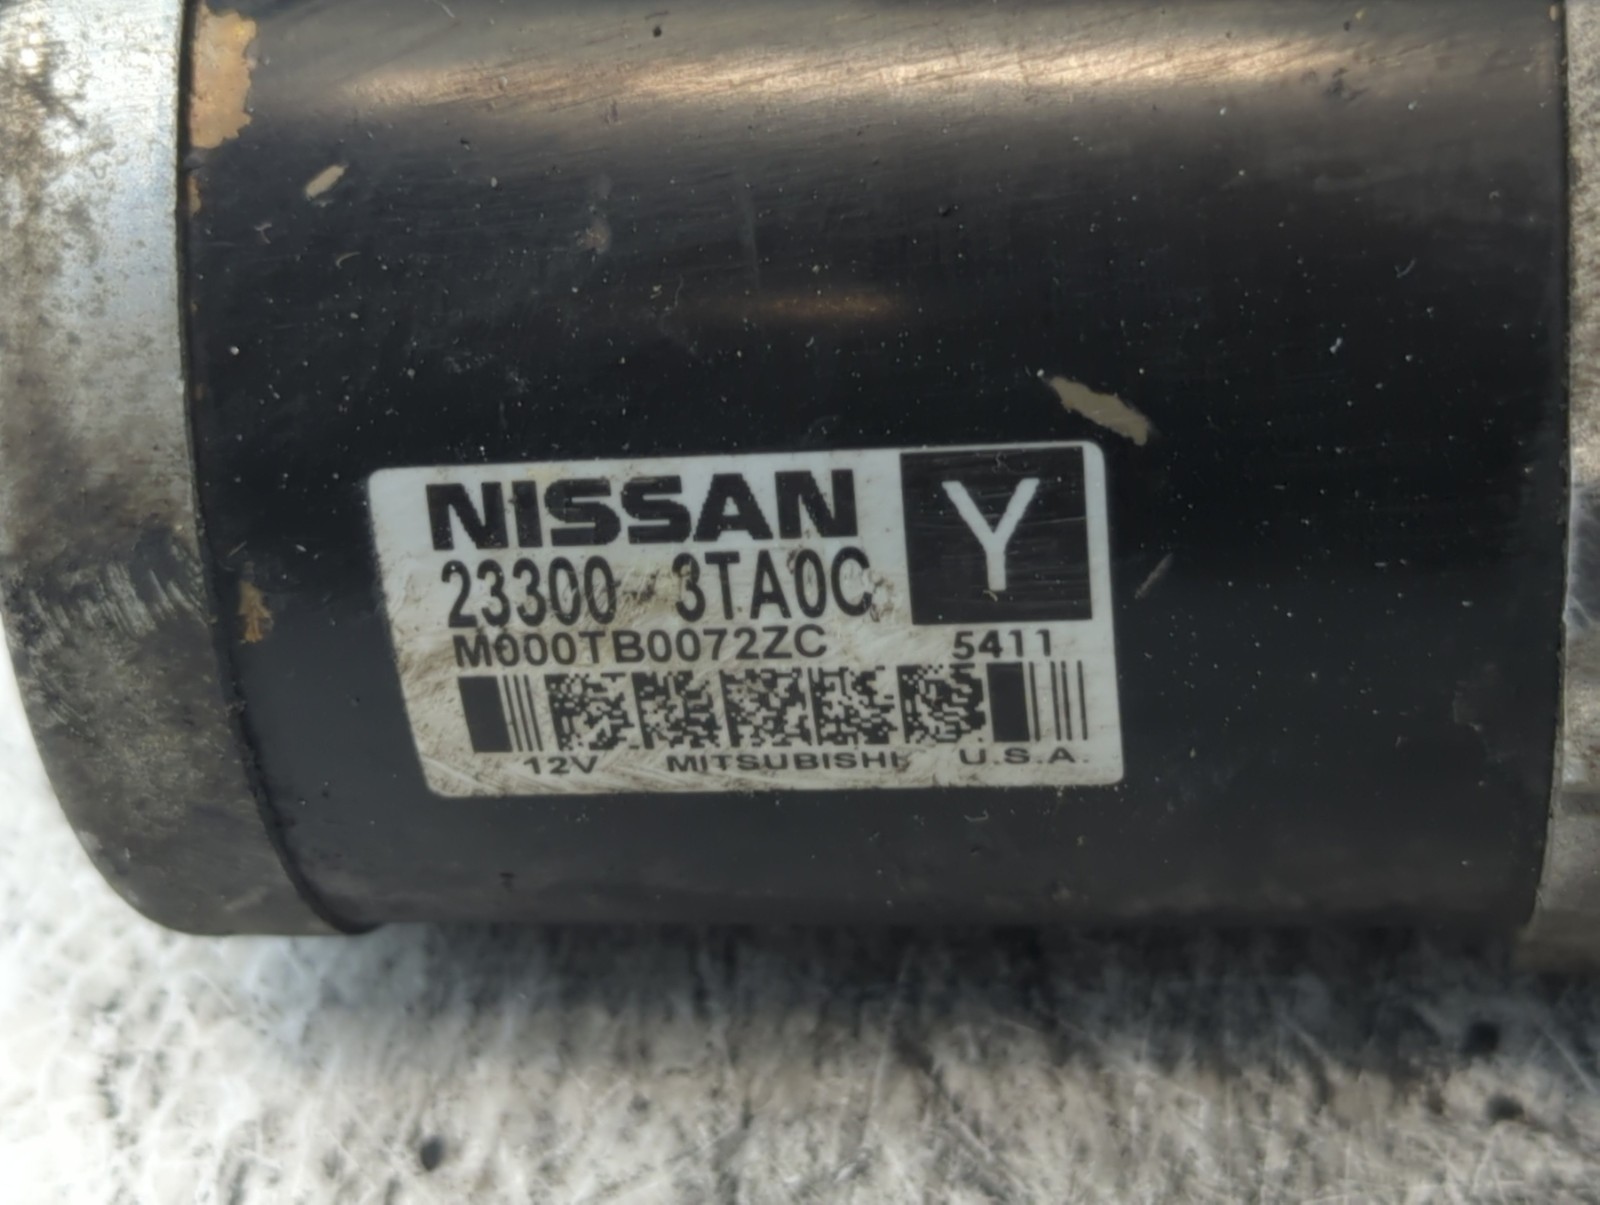 NISSAN
Y
23300 3TA0C
M000TB0072ZC 5411
12V MITSUBISHI U.S.A.